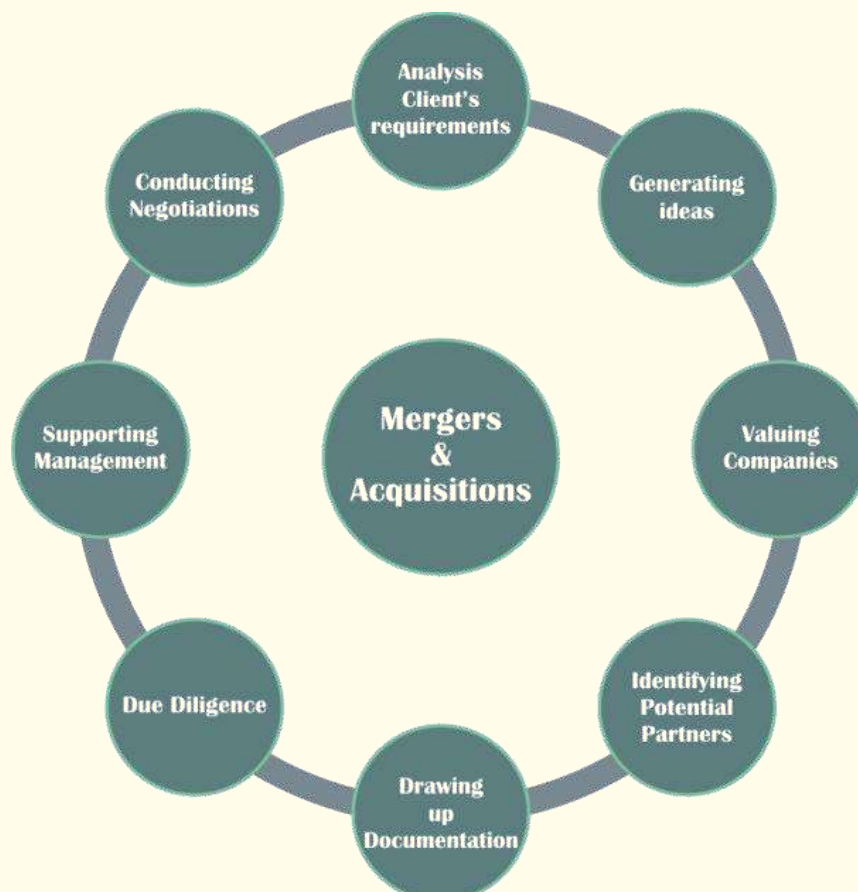 Analysis
Client's
requirements
Generating
ideas
Valuing
Companies
Identifying
Potential
Partners
Drawing
up
Documentation
Due Diligence
Supporting
Management
Conducting
Negotiations
Mergers
&
Acquisitions